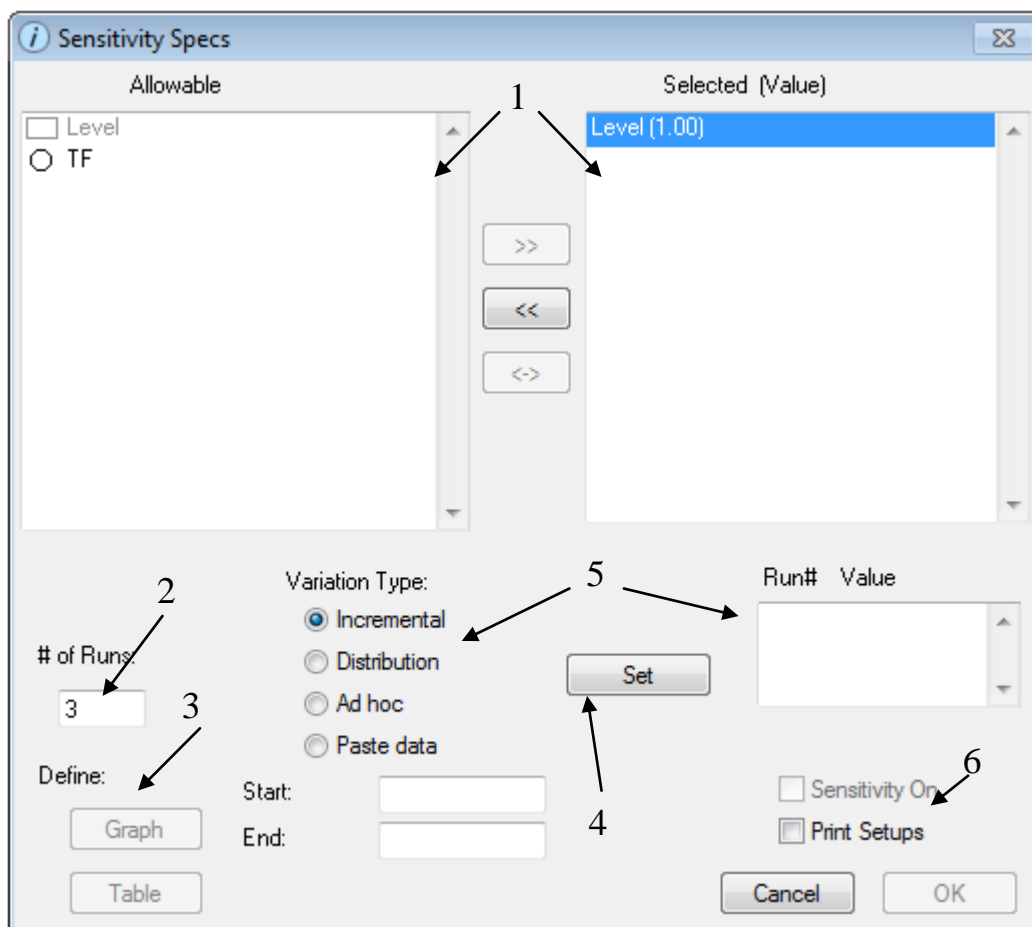 Sensitivity Specs
Allowable
Selected (Value)
1
Level
TF
Level (1.00)
>>
<<
<->
2
# of Runs:
3
3
Variation Type:
Incremental
Distribution
Ad hoc
Paste data
5
Set
4
Run# Value
Define:
Graph
Table
Start:
End:
6
Sensitivity On
Print Setups
Cancel
OK